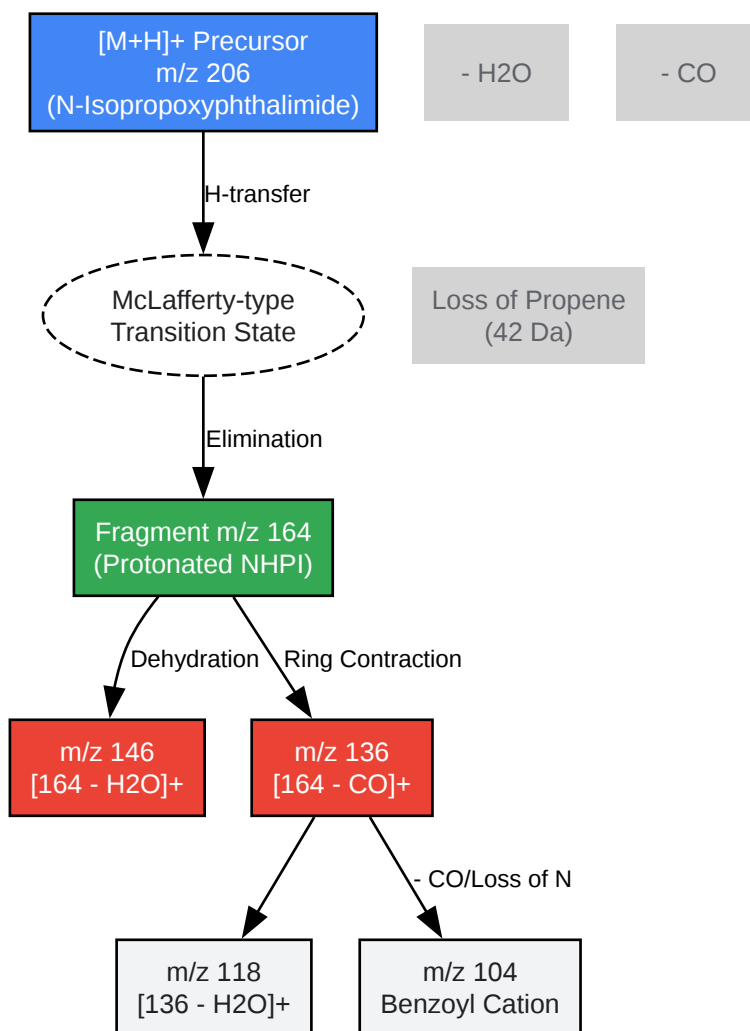 [M+H]+ Precursor
m/z 206
(N-Isopropoxyphthalimide)
- H2O
- CO
H-transfer
McLafferty-type
Transition State
Loss of Propene
(42 Da)
Elimination
Fragment m/z 164
(Protonated NHPI)
Dehydration
Ring Contraction
m/z 146
[164 - H2O]+
m/z 136
[164 - CO]+
- CO/Loss of N
m/z 118
[136 - H2O]+
m/z 104
Benzoyl Cation